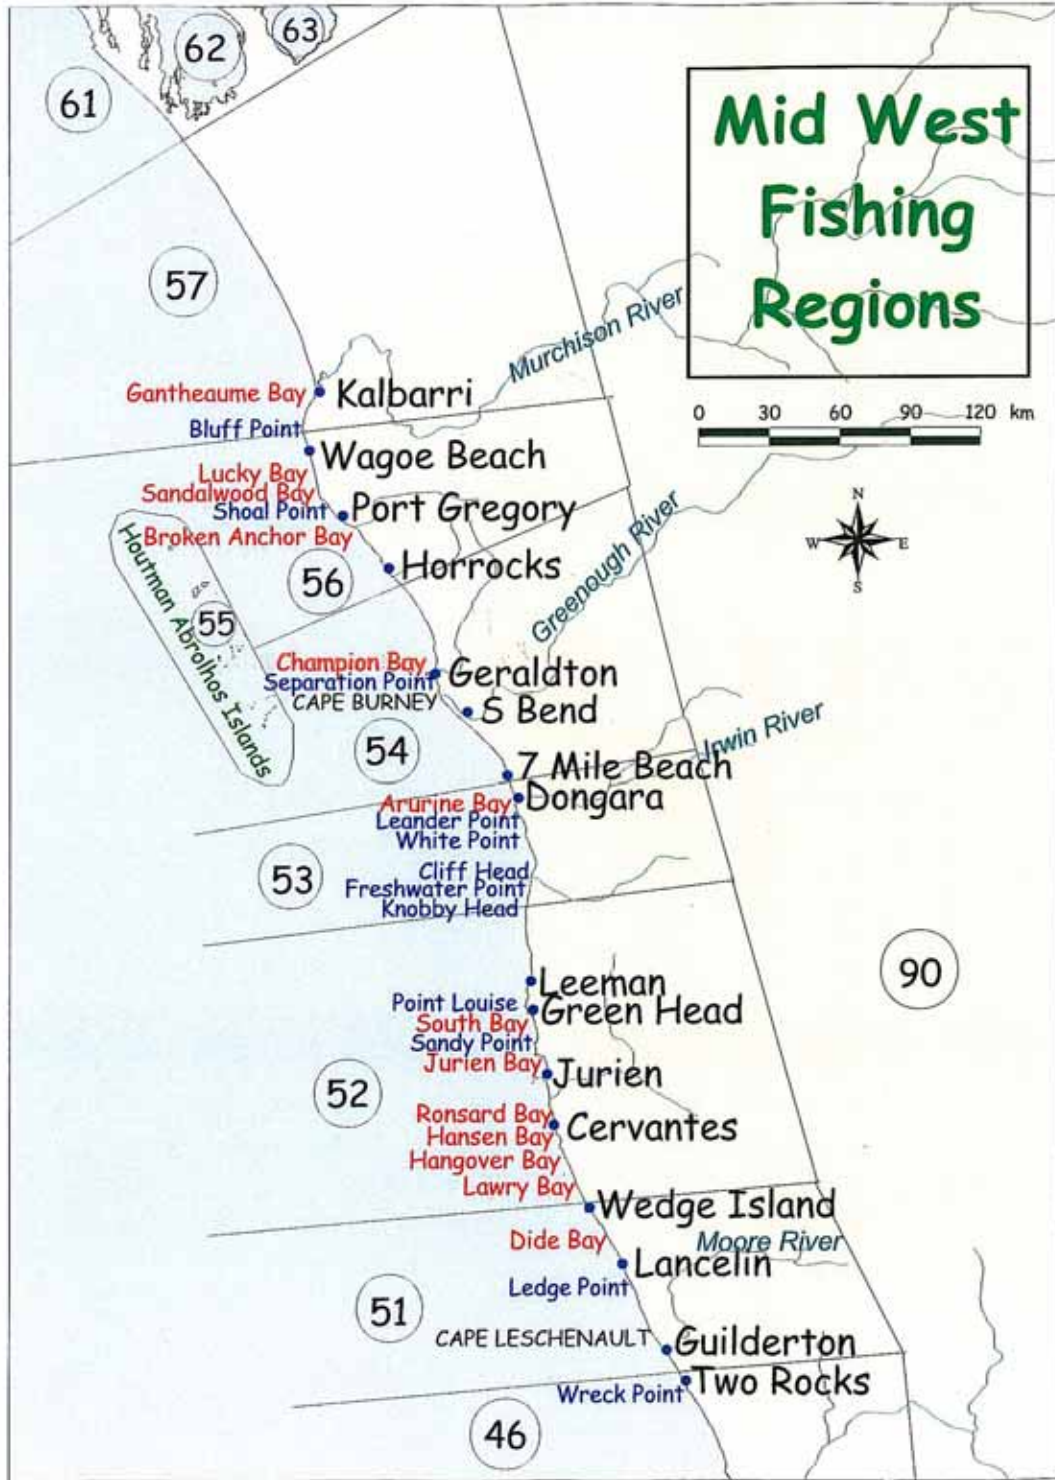 62
63
61
Mid West
Fishing
Regions
57
Murchison River
Gantheaume Bay
Kalbarri
0 30 60 90 120 km
Bluff Point
Wagoe Beach
Lucky Bay
Sandalwood Bay
Shoal Point
Port Gregory
Broken Anchor Bay
Horrocks
56
Houtman Abrolhos Islands
55
Greenough River
N
W E
S
Champion Bay
Geraldton
Separation Point
CAPE BURNEY
S Bend
54
Irwin River
7 Mile Beach
Dongara
Arurine Bay
Leander Point
White Point
53
Cliff Head
Freshwater Point
Knobby Head
90
Leeman
Point Louise
Green Head
South Bay
Sandy Point
Jurien Bay
Jurien
52
Ronsard Bay
Cervantes
Hansen Bay
Hangover Bay
Lawry Bay
Wedge Island
Dide Bay
Moore River
Lancelin
Ledge Point
51
CAPE LESCHENAULT
Guilderton
Two Rocks
Wreck Point
46